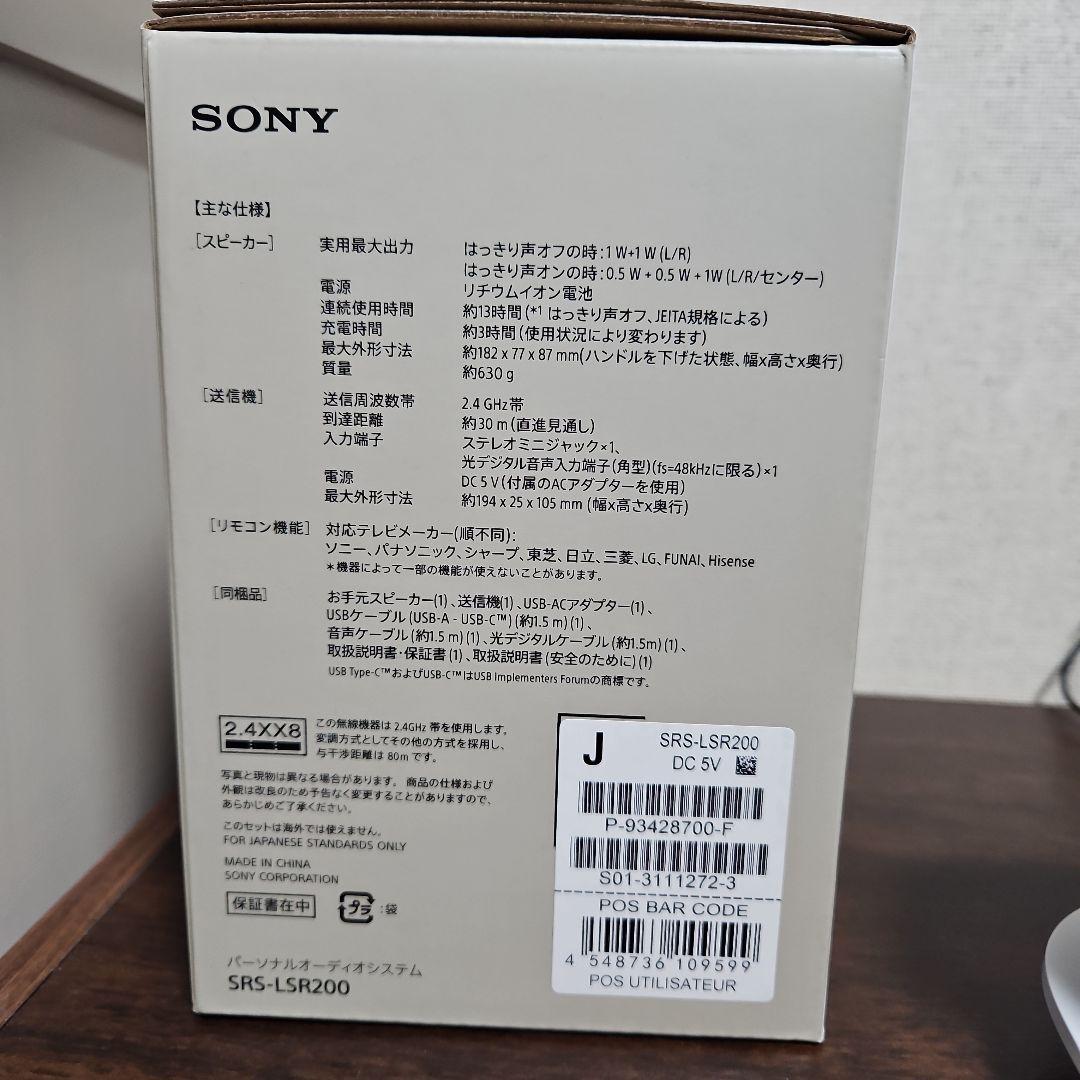 SONY
【主な仕様】
[スピーカー] 実用最大出力 はっきり声オフの時:1 W+1 W (L/R)
はっきり声オンの時:0.5 W + 0.5 W + 1W (L/R/センター)
電源 リチウムイオン電池
連続使用時間 約13時間(*1 はっきり声オフ、JEITA規格による)
充電時間 約3時間(使用状況により変わります)
最大外形寸法 約182 x 77 x 87 mm(ハンドルを下げた状態、幅x高さx奥行)
質量 約630 g
[送信機] 送信周波数帯 2.4 GHz帯
到達距離 約30 m(直進見通し)
入力端子 ステレオミニジャック×1、
光デジタル音声入力端子(角型)(fs=48kHzに限る)×1
電源 DC 5 V(付属のACアダプターを使用)
最大外形寸法 約194 x 25 x 105 mm (幅x高さx奥行)
[リモコン機能] 対応テレビメーカー(順不同):
ソニー、パナソニック、シャープ、東芝、日立、三菱、LG、FUNAI、Hisense
*機器によって一部の機能が使えないことがあります。
[同梱品] お手元スピーカー(1)、送信機(1)、USB-ACアダプター(1)、
USBケーブル(USB-A - USB-C™)(約1.5 m)(1)、
音声ケーブル(約1.5 m)(1)、光デジタルケーブル(約1.5m)(1)、
取扱説明書・保証書(1)、取扱説明書(安全のために)(1)
USB Type-C™およびUSB-C™はUSB Implementers Forumの商標です。
2.4XX8
この無線機器は 2.4GHz 帯を使用します。
変調方式としてその他の方式を採用し、
与干渉距離は 80m です。
写真と現物は異なる場合があります。 商品の仕様および
外観は改良のため予告なく変更することがありますので、
あらかじめご了承ください。
このセットは海外では使えません。
FOR JAPANESE STANDARDS ONLY
MADE IN CHINA
SONY CORPORATION
保証書在中 プラ :袋
パーソナルオーディオシステム
SRS-LSR200
J SRS-LSR200
DC 5V
P-93428700-F
S01-3111272-3
POS BAR CODE
4 548736 109599
POS UTILISATEUR